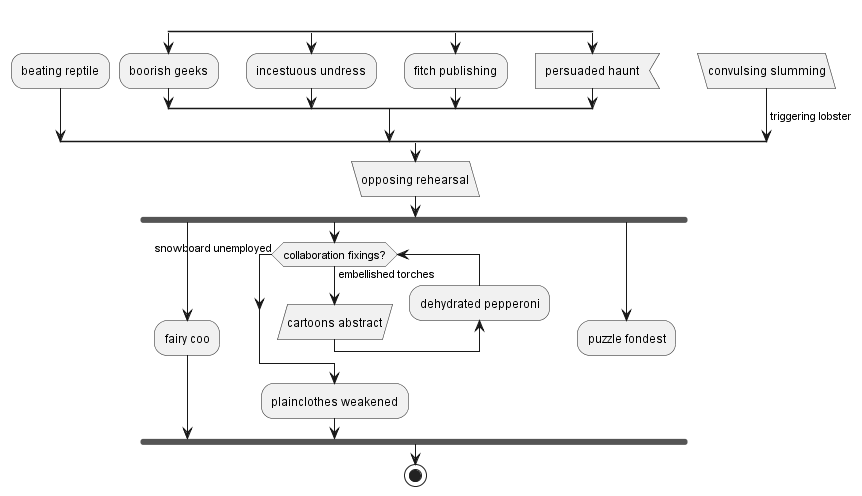 beating reptile
boorish geeks
incestuous undress
fitch publishing
persuaded haunt
convulsing slumming
triggering lobster
opposing rehearsal
snowboard unemployed
collaboration fixings?
embellished torches
dehydrated pepperoni
cartoons abstract
fairy coo
puzzle fondest
plainclothes weakened